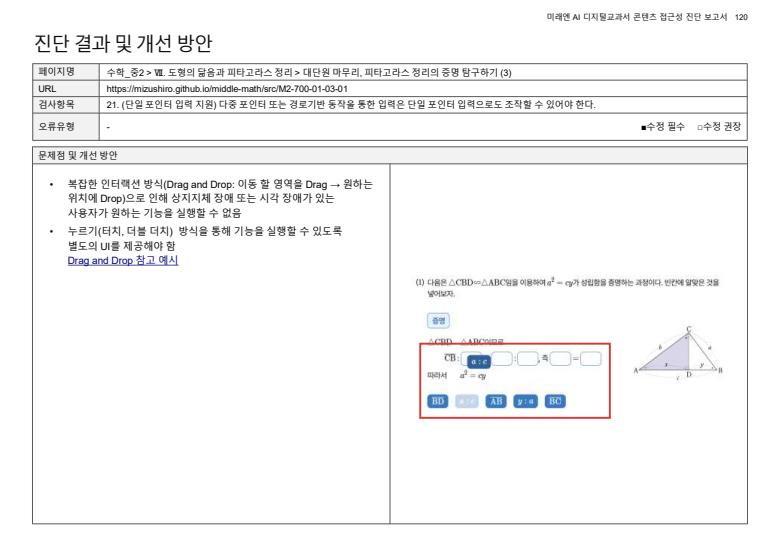 미래엔 AI 디지털교과서 콘텐츠 접근성 진단 보고서 120
진단 결과 및 개선 방안
페이지명 수학_중2 > Ⅶ. 도형의 닮음과 피타고라스 정리 > 대단원 마무리, 피타고라스 정리의 증명 탐구하기 (3)
URL https://mizushiro.github.io/middle-math/src/M2-700-01-03-01
검사항목 21. (단일 포인터 입력 지원) 다중 포인터 또는 경로기반 동작을 통한 입력은 단일 포인터 입력으로도 조작할 수 있어야 한다.
오류유형 - ■수정 필수 □수정 권장
문제점 및 개선 방안
• 복잡한 인터랙션 방식(Drag and Drop: 이동 할 영역을 Drag → 원하는
위치에 Drop)으로 인해 상지지체 장애 또는 시각 장애가 있는
사용자가 원하는 기능을 실행할 수 없음
• 누르기(터치, 더블 더치) 방식을 통해 기능을 실행할 수 있도록
별도의 UI를 제공해야 함
Drag and Drop 참고 예시
(1) 다음은 △CBD∽△ABC임을 이용하여 a² = cy가 성립함을 증명하는 과정이다. 빈칸에 알맞은 것을
넣어보자.
증명
△CBD △ABC이므로
CB : a : c : , 즉 =
따라서 a² = cy
BD a : c AB y : a BC
C
b a
x y
A D B
c